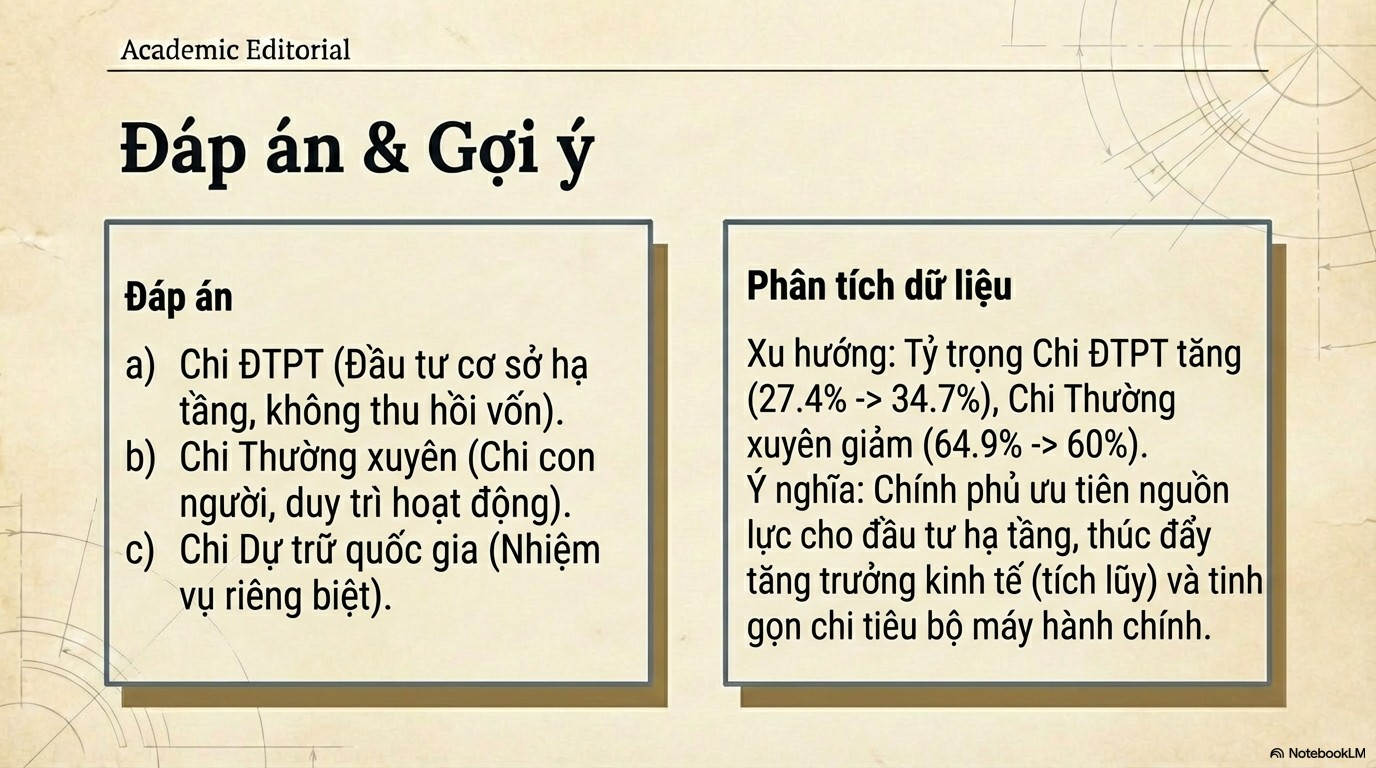 Academic Editorial
Đáp án & Gợi ý
Đáp án
a) Chi ĐTPT (Đầu tư cơ sở hạ
tầng, không thu hồi vốn).
b) Chi Thường xuyên (Chi con
người, duy trì hoạt động).
c) Chi Dự trữ quốc gia (Nhiệm
vụ riêng biệt).
Phân tích dữ liệu
Xu hướng: Tỷ trọng Chi ĐTPT tăng
(27.4% -> 34.7%), Chi Thường
xuyên giảm (64.9% -> 60%).
Ý nghĩa: Chính phủ ưu tiên nguồn
lực cho đầu tư hạ tầng, thúc đẩy
tăng trưởng kinh tế (tích lũy) và tinh
gọn chi tiêu bộ máy hành chính.
NotebookLM